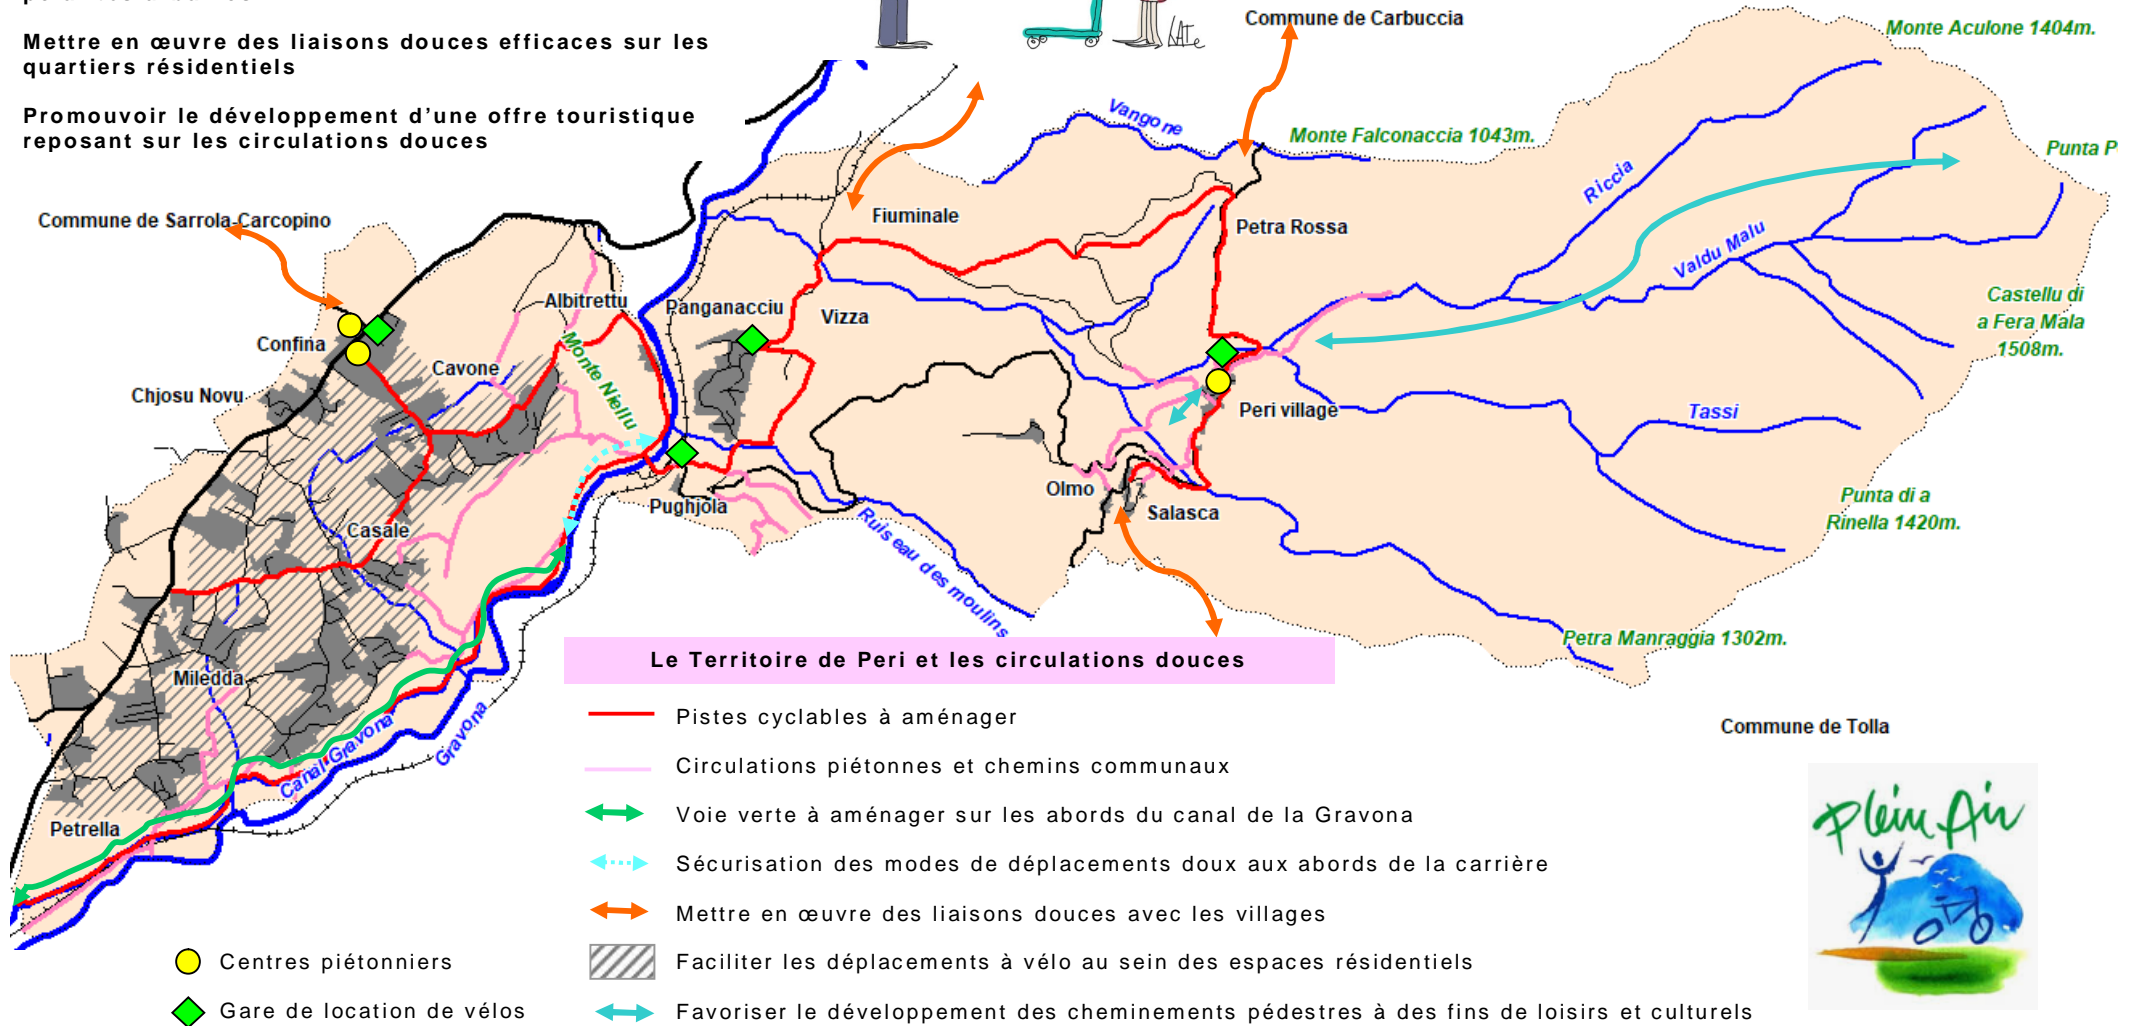 Mettre en œuvre des liaisons douces efficaces sur les
quartiers résidentiels
Promouvoir le développement d’une offre touristique
reposant sur les circulations douces
KATe
Commune de Carbuccia
Monte Aculone 1404m.
Vangone
Monte Falconaccia 1043m.
Punta P
Riccia
Commune de Sarrola-Carcopino
Fiuminale
Petra Rossa
Valdu Malu
Albitrettu
Panganacciu
Vizza
Castellu di
a Fera Mala
1508m.
Confina
Cavone
Monte Niellu
Chjosu Novu
Peri village
Tassi
Olmo
Salasca
Pughjola
Punta di a
Rinella 1420m.
Casale
Ruisseau des moulins
Petra Manraggia 1302m.
Miledda
Canal Gravona
Gravona
Petrella
Le Territoire de Peri et les circulations douces
Commune de Tolla
Pistes cyclables à aménager
Circulations piétonnes et chemins communaux
Voie verte à aménager sur les abords du canal de la Gravona
Sécurisation des modes de déplacements doux aux abords de la carrière
Mettre en œuvre des liaisons douces avec les villages
Centres piétonniers
Faciliter les déplacements à vélo au sein des espaces résidentiels
Gare de location de vélos
Favoriser le développement des cheminements pédestres à des fins de loisirs et culturels
Plein Air